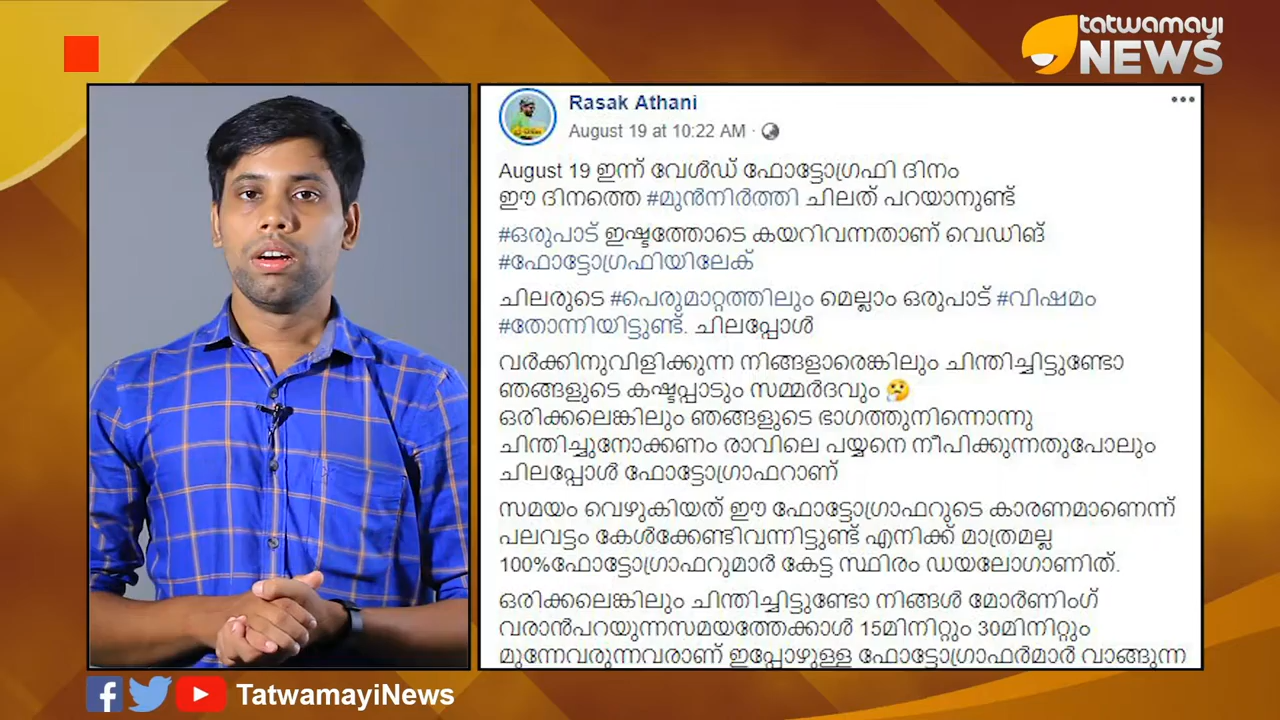 tatwamayi
NEWS
Rasak Athani
August 19 at 10:22 AM ·
August 19 ഇന്ന് വേൾഡ് ഫോട്ടോഗ്രഫി ദിനം
ഈ ദിനത്തെ #മുൻനിർത്തി ചിലത് പറയാനുണ്ട്
#ഒരുപാട് ഇഷ്ടത്തോടെ കയറിവന്നതാണ് വെഡിങ്
#ഫോട്ടോഗ്രഫിയിലേക്
ചിലരുടെ #പെരുമാറ്റത്തിലും മെല്ലാം ഒരുപാട് #വിഷമം
#തോന്നിയിട്ടുണ്ട്. ചിലപ്പോൾ
വർക്കിനുവിളിക്കുന്ന നിങ്ങളാരെങ്കിലും ചിന്തിച്ചിട്ടുണ്ടോ
ഞങ്ങളുടെ കഷ്ടപ്പാടും സമ്മർദവും 🤔
ഒരിക്കലെങ്കിലും ഞങ്ങളുടെ ഭാഗത്തുനിന്നൊന്നു
ചിന്തിച്ചുനോക്കണം രാവിലെ പയ്യനെ നീപിക്കുന്നതുപോലും
ചിലപ്പോൾ ഫോട്ടോഗ്രാഫറാണ്
സമയം വെഴുകിയത് ഈ ഫോട്ടോഗ്രാഫറുടെ കാരണമാണെന്ന്
പലവട്ടം കേൾക്കേണ്ടിവന്നിട്ടുണ്ട് എനിക്ക് മാത്രമല്ല
100%ഫോട്ടോഗ്രാഫറുമാർ കേട്ട സ്ഥിരം ഡയലോഗാണിത്.
ഒരിക്കലെങ്കിലും ചിന്തിച്ചിട്ടുണ്ടോ നിങ്ങൾ മോർണിംഗ്
വരാൻപറയുന്നസമയത്തേക്കാൾ 15മിനിറ്റും 30മിനിറ്റും
മുന്നേവരുന്നവരാണ് ഇപ്പോഴുള്ള ഫോട്ടോഗ്രാഫർമാർ വാങ്ങുന്ന
TatwamayiNews